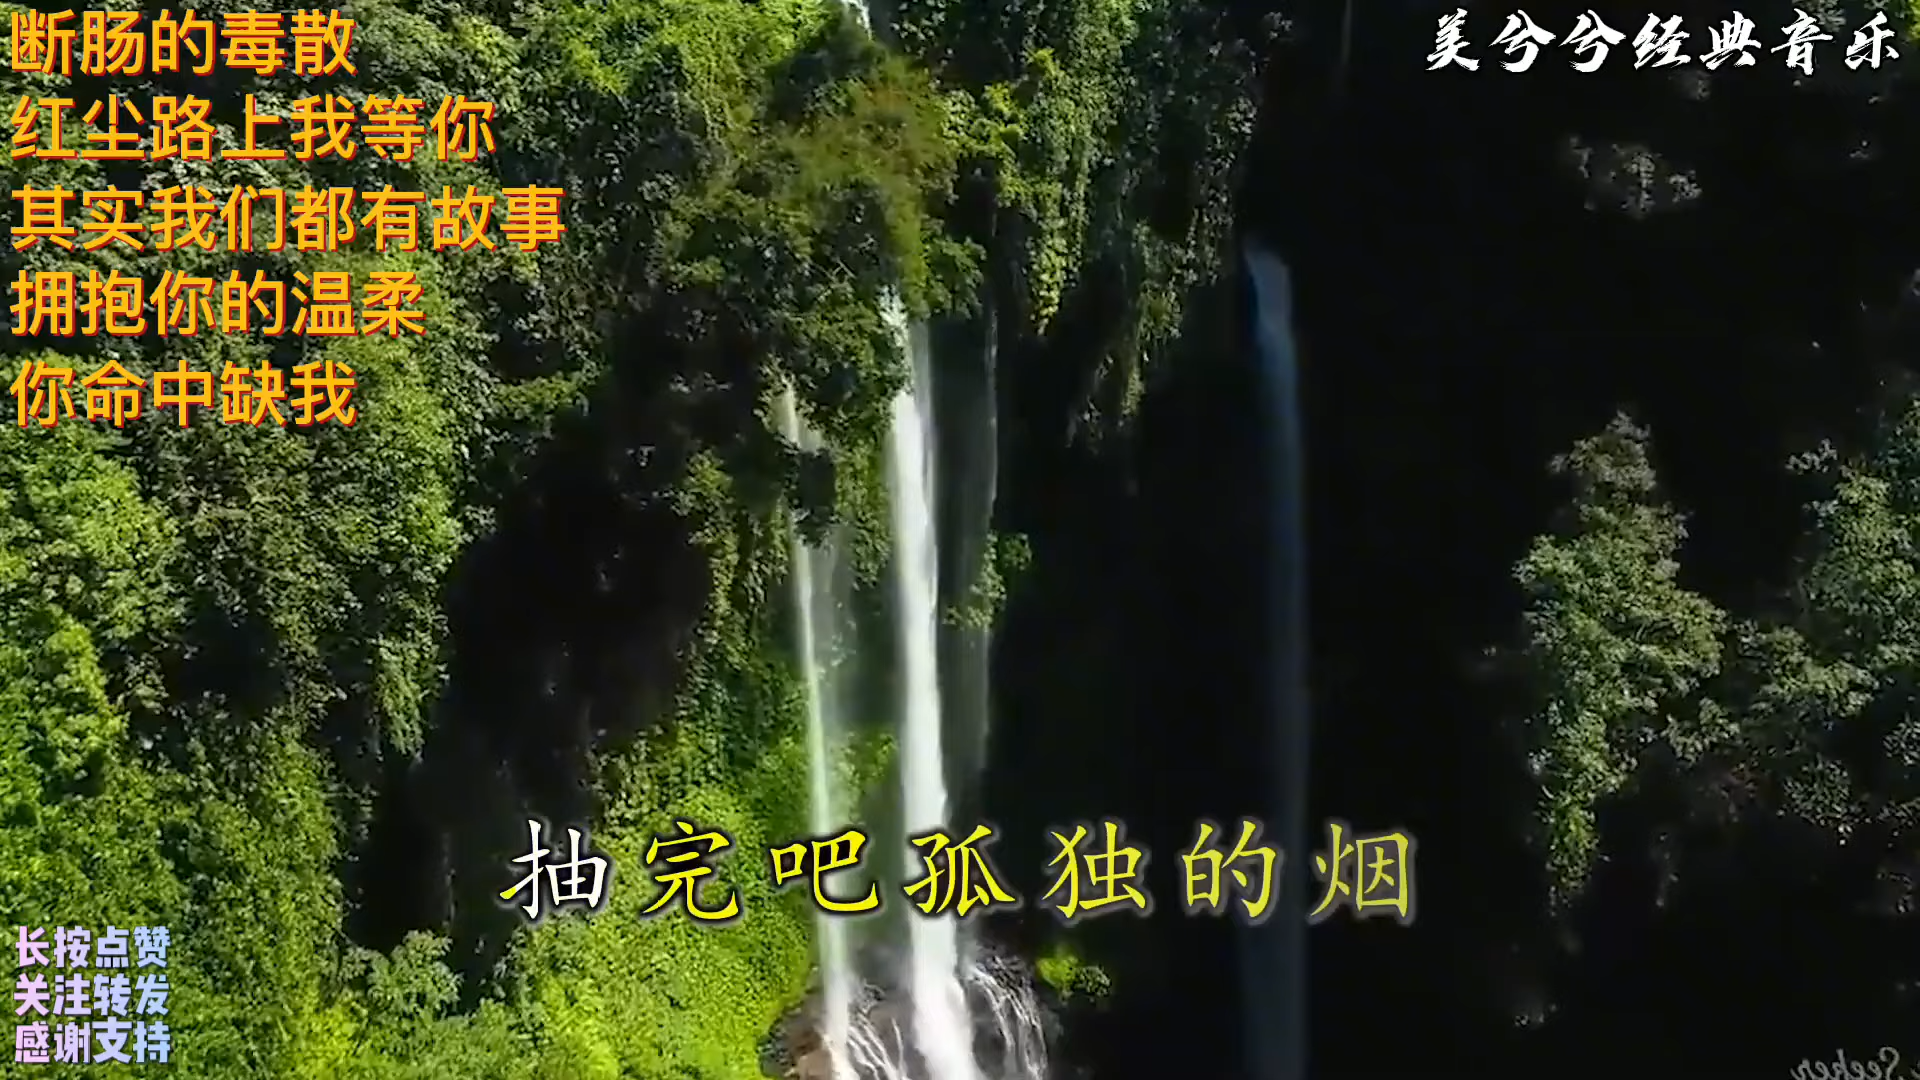 断肠的毒散
红尘路上我等你
其实我们都有故事
拥抱你的温柔
你命中缺我
美兮兮经典音乐
抽完吧孤独的烟
长按点赞
关注转发
感谢支持
Seeker